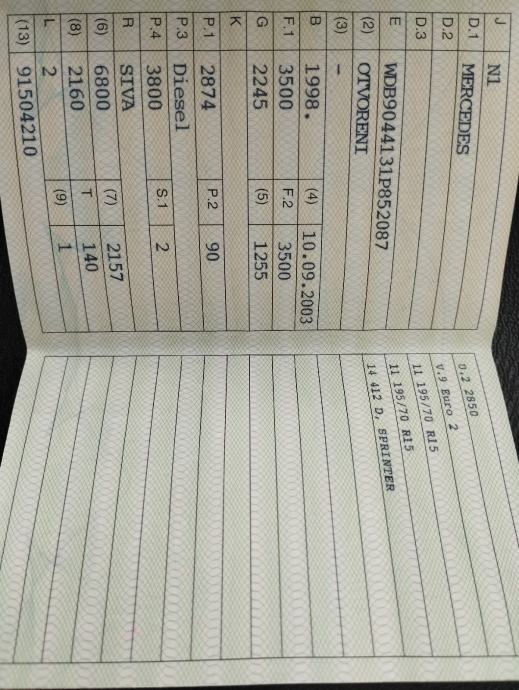 J N1
D.1 MERCEDES
D.2
D.3
E WDB9044131P852087
(2) OTVORENI
(3) -
B 1998. (4) 10.09.2003
F.1 3500 F.2 3500
G 2245 (5) 1255
K
P.1 2874 P.2 90
P.3 Diesel
P.4 3800 S.1 2
R SIVA
(6) 6800 (7) 2157
(8) 2160 T 140
L 2 (9) 1
(13) 91504210
U.2 2850
V.9 Euro 2
11 195/70 R15
11 195/70 R15
14 412 D, SPRINTER